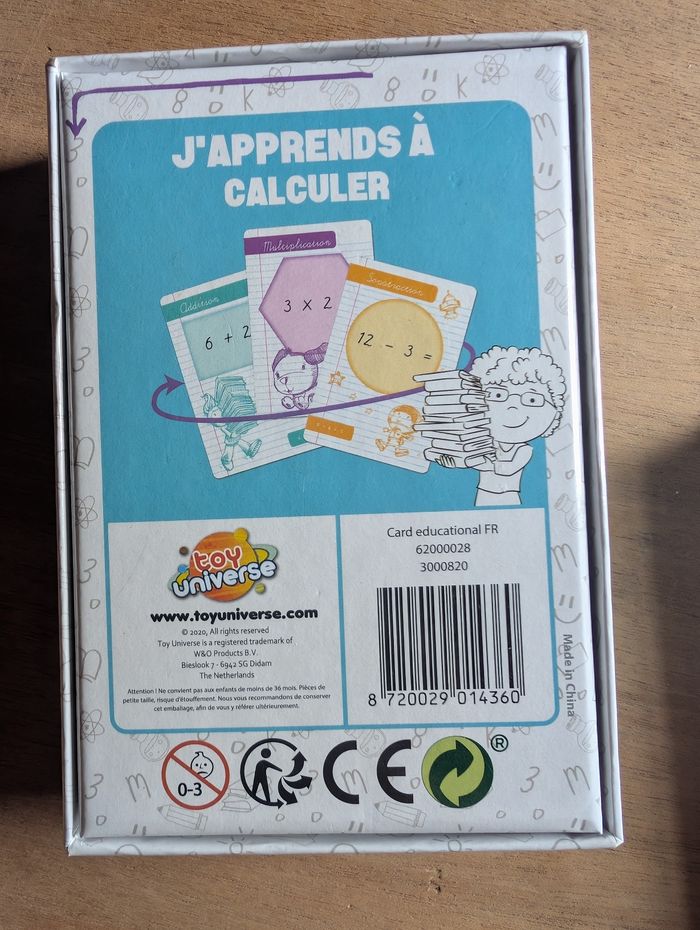 J'APPRENDS À
CALCULER
Multiplication
3 x 2
Addition
6 + 2
Soustraction
12 - 3 =
toy
universe
www.toyuniverse.com
© 2020, All rights reserved
Toy Universe is a registered trademark of
W&O Products B.V.
Bieslook 7 - 6942 SG Didam
The Netherlands
Attention ! Ne convient pas aux enfants de moins de 36 mois. Pièces de
petite taille, risque d'étouffement. Nous vous recommandons de conserver
cet emballage, afin de vous y référer ultérieurement.
Card educational FR
62000028
3000820
8 720029 014360
Made in China
0-3
CE
®